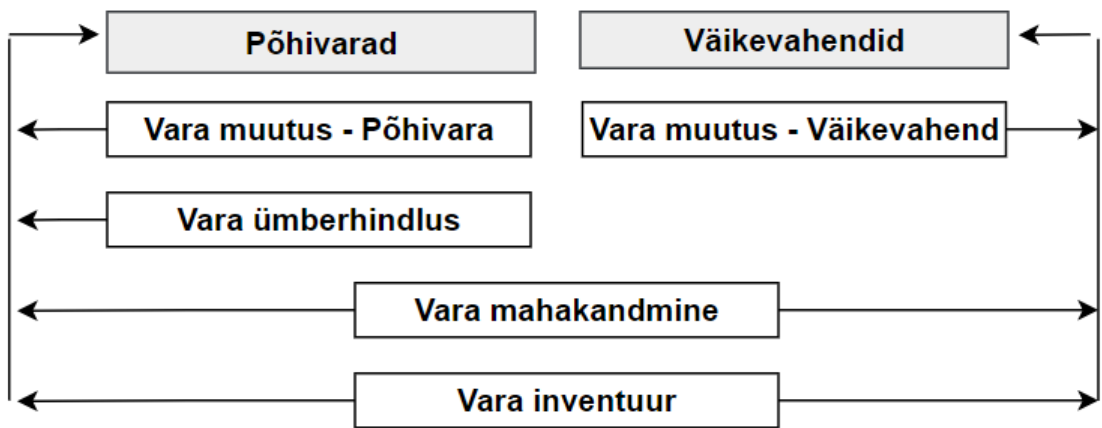 Põhivarad
Väikevahendid
Vara muutus - Põhivara
Vara muutus - Väikevahend
Vara ümberhindlus
Vara mahakandmine
Vara inventuur